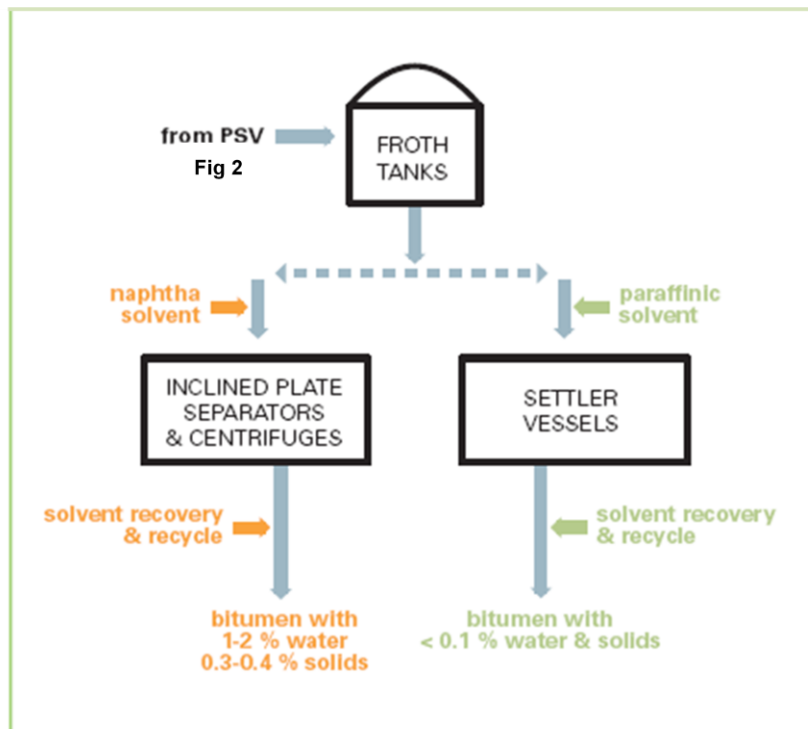 from PSV
Fig 2
FROTH
TANKS
naphtha
solvent
paraffinic
solvent
INCLINED PLATE
SEPARATORS
& CENTRIFUGES
SETTLER
VESSELS
solvent recovery
& recycle
solvent recovery
& recycle
bitumen with
1-2 % water
0.3-0.4 % solids
bitumen with
< 0.1 % water & solids